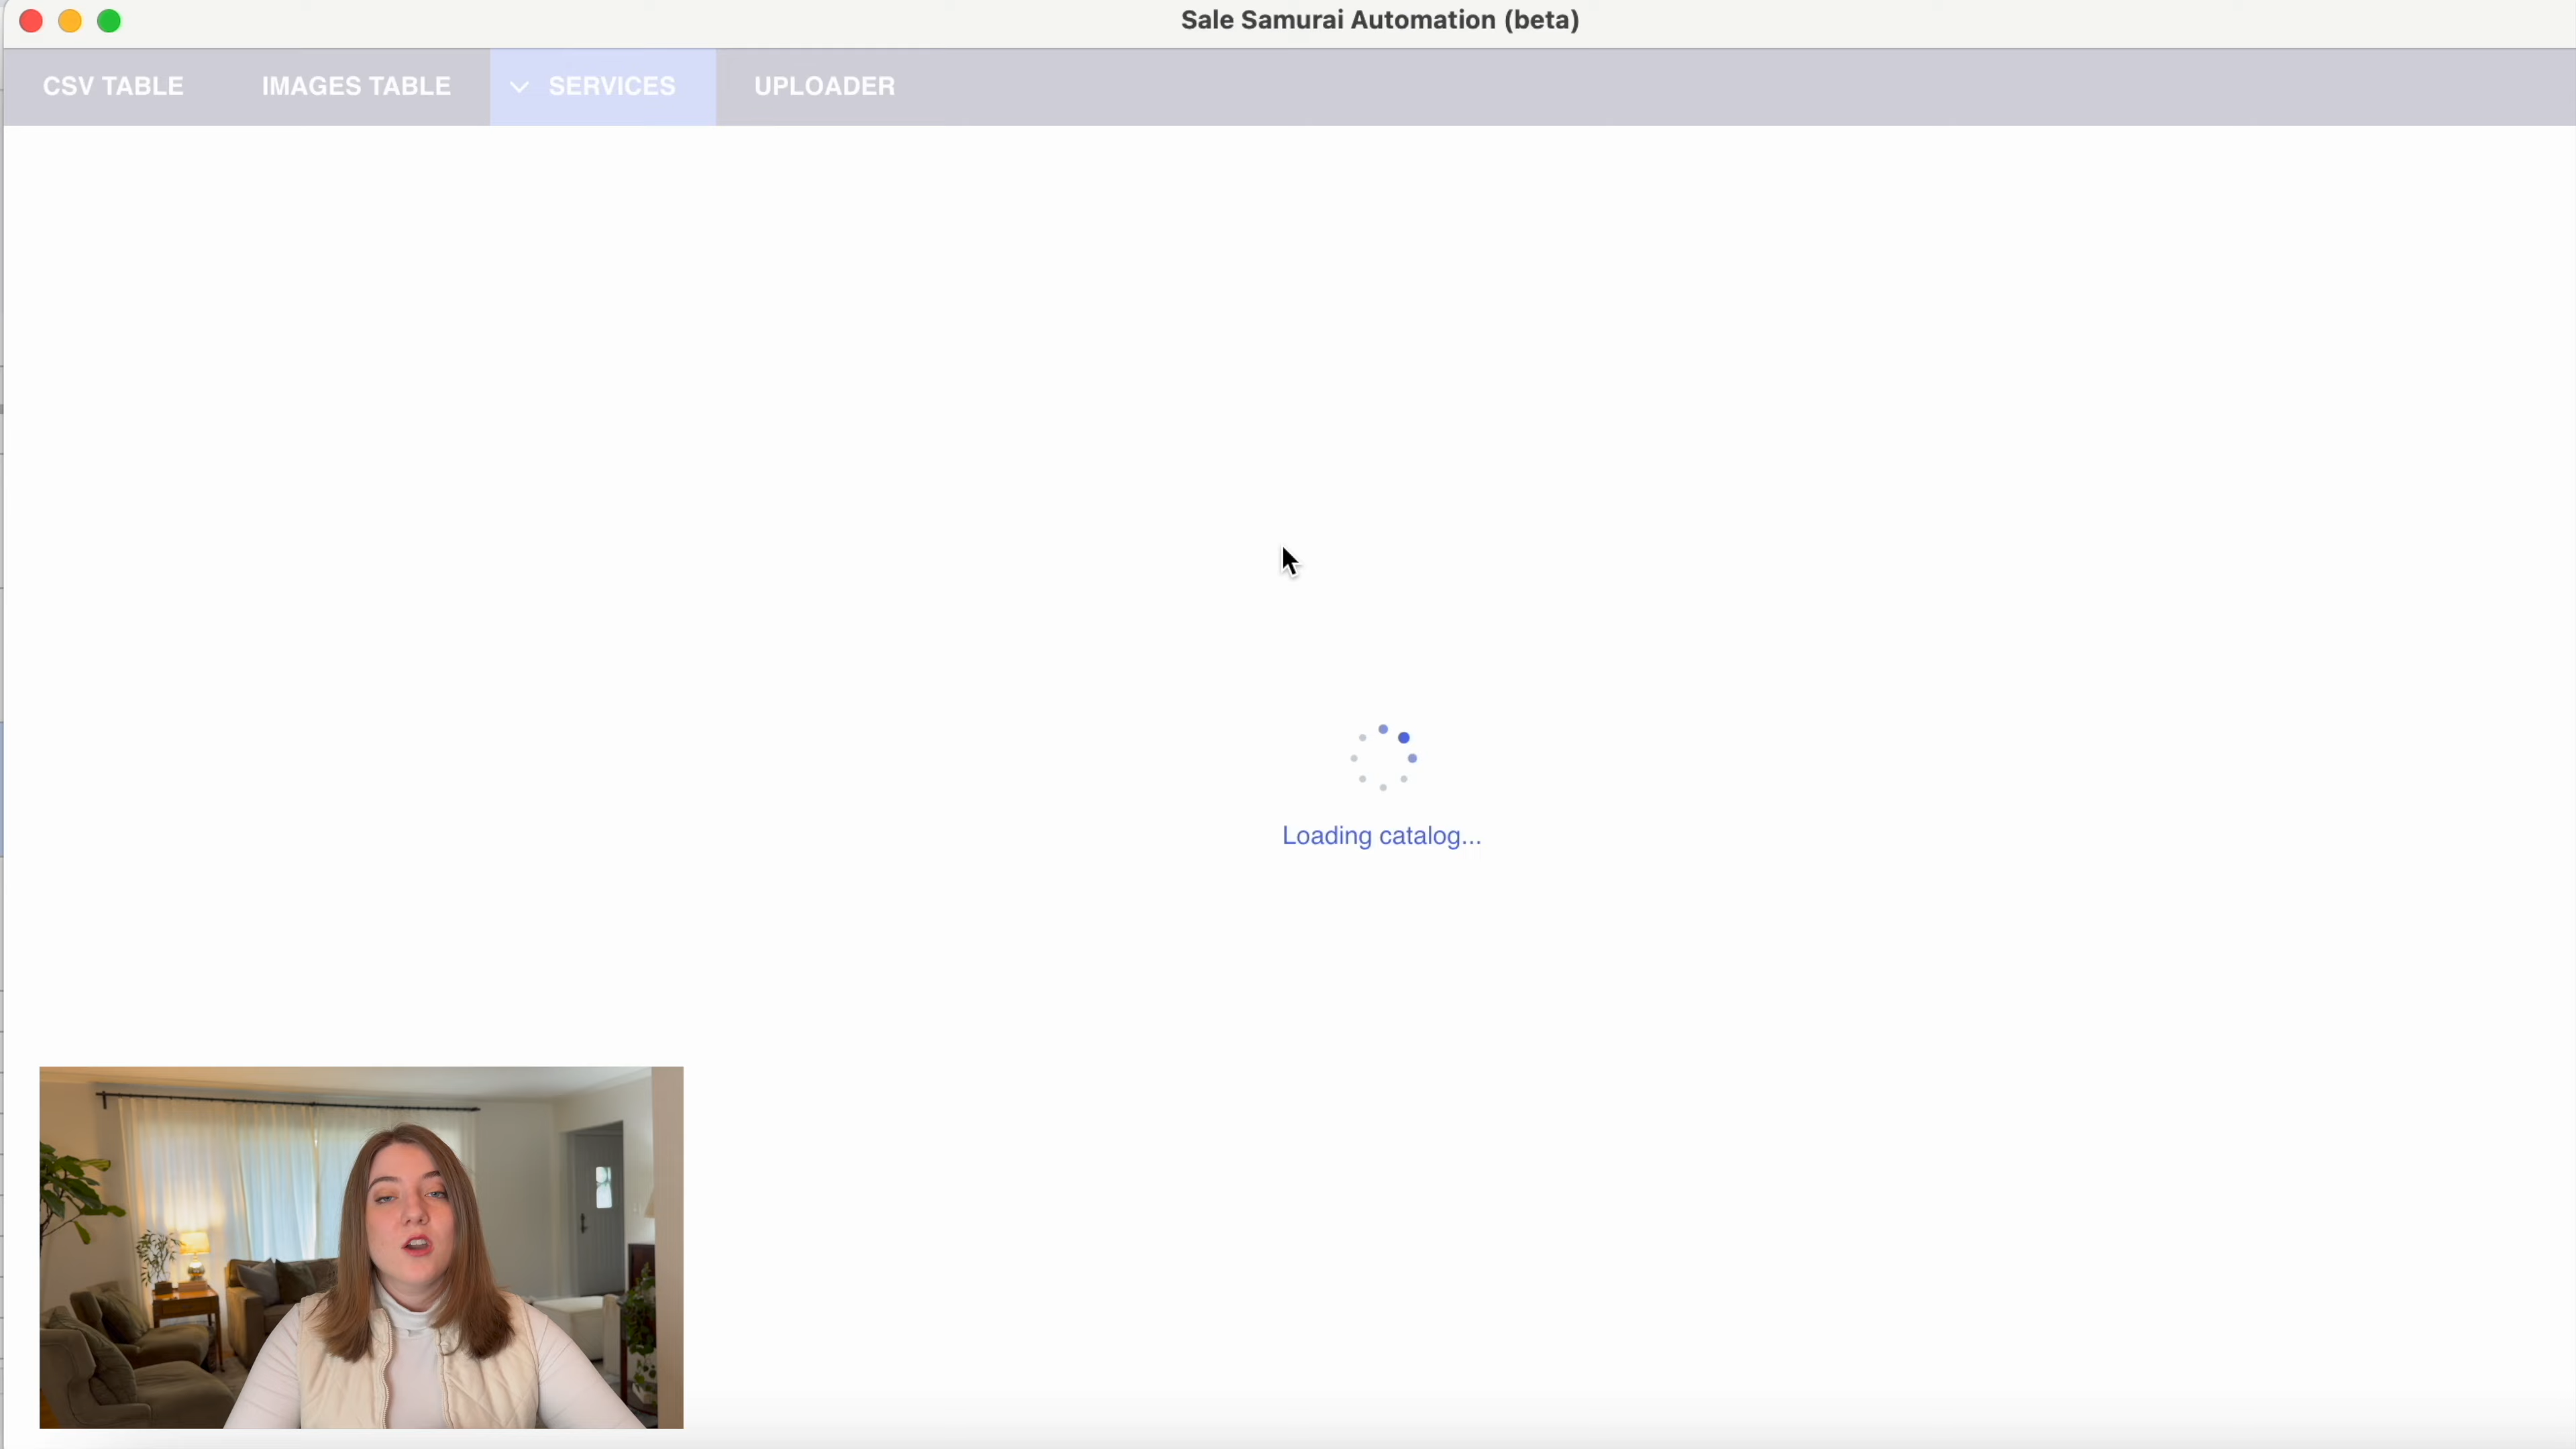 Sale Samurai Automation (beta)
CSV TABLE IMAGES TABLE SERVICES UPLOADER
Loading catalog...